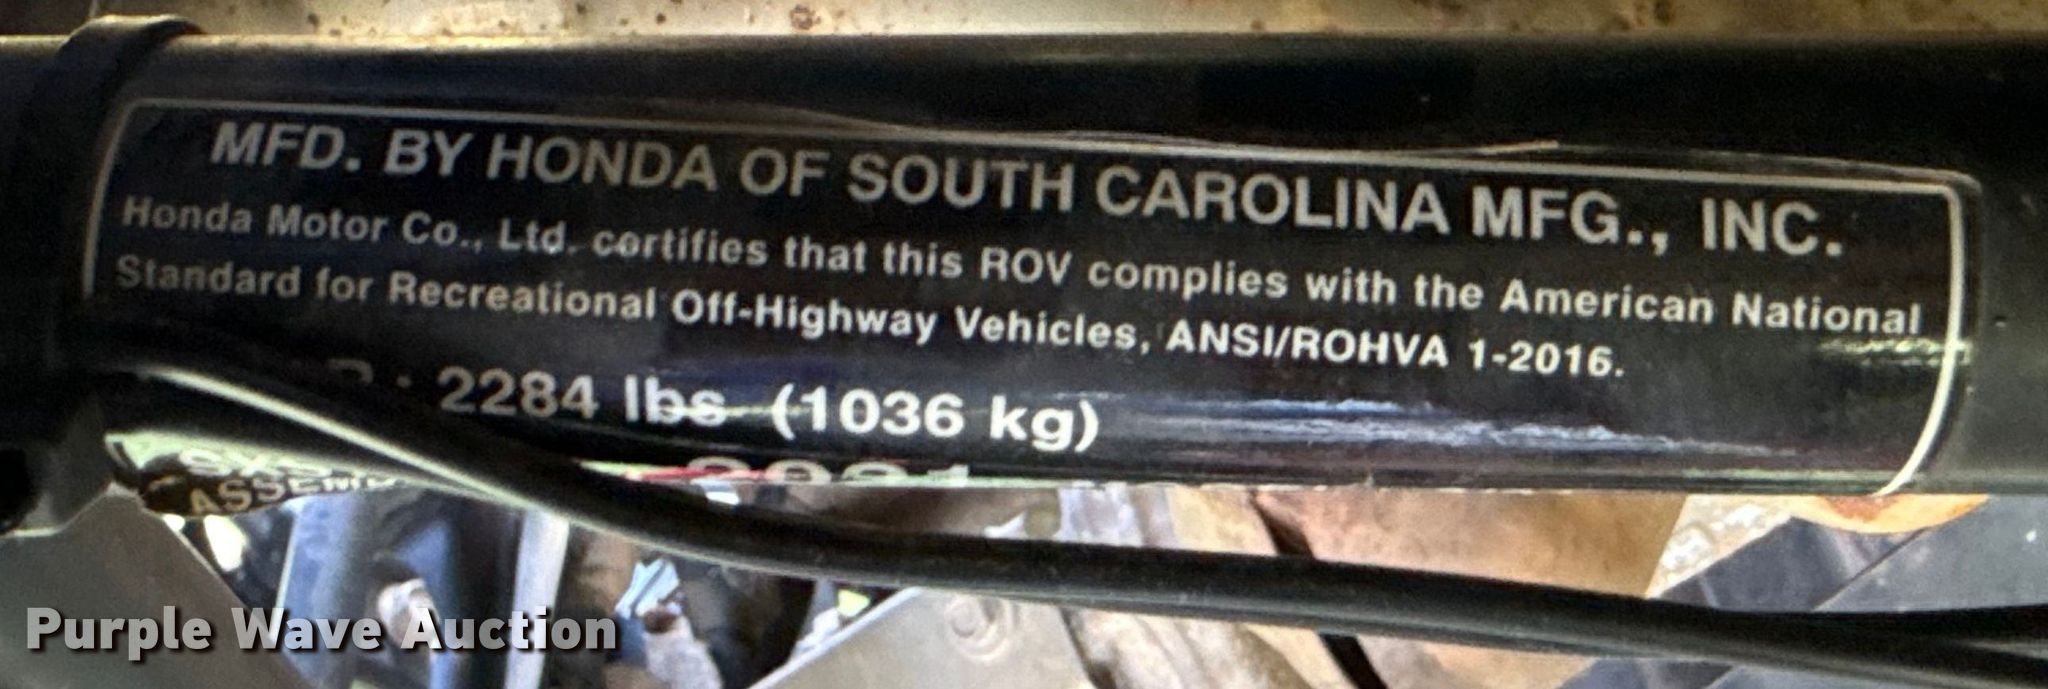 MFD. BY HONDA OF SOUTH CAROLINA MFG., INC.
Honda Motor Co., Ltd. certifies that this ROV complies with the American National
Standard for Recreational Off-Highway Vehicles, ANSI/ROHVA 1-2016.
2284 lbs (1036 kg)
Purple Wave Auction